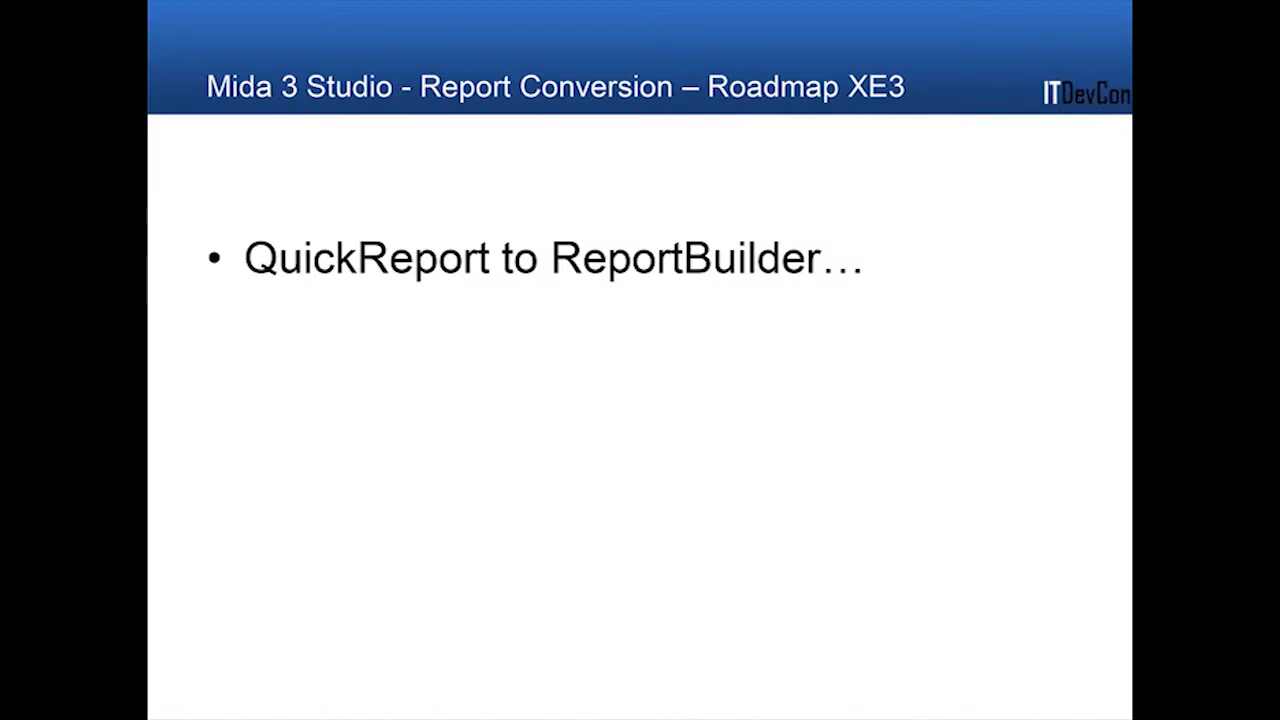 Mida 3 Studio - Report Conversion – Roadmap XE3
ITDevCon
• QuickReport to ReportBuilder…